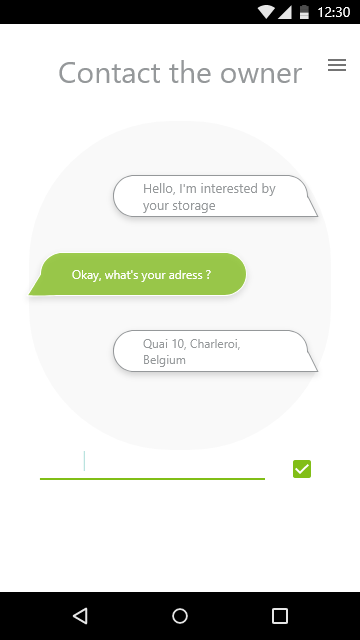 12:30
Contact the owner
Hello, I'm interested by
your storage
Okay, what's your adress ?
Quai 10, Charleroi,
Belgium